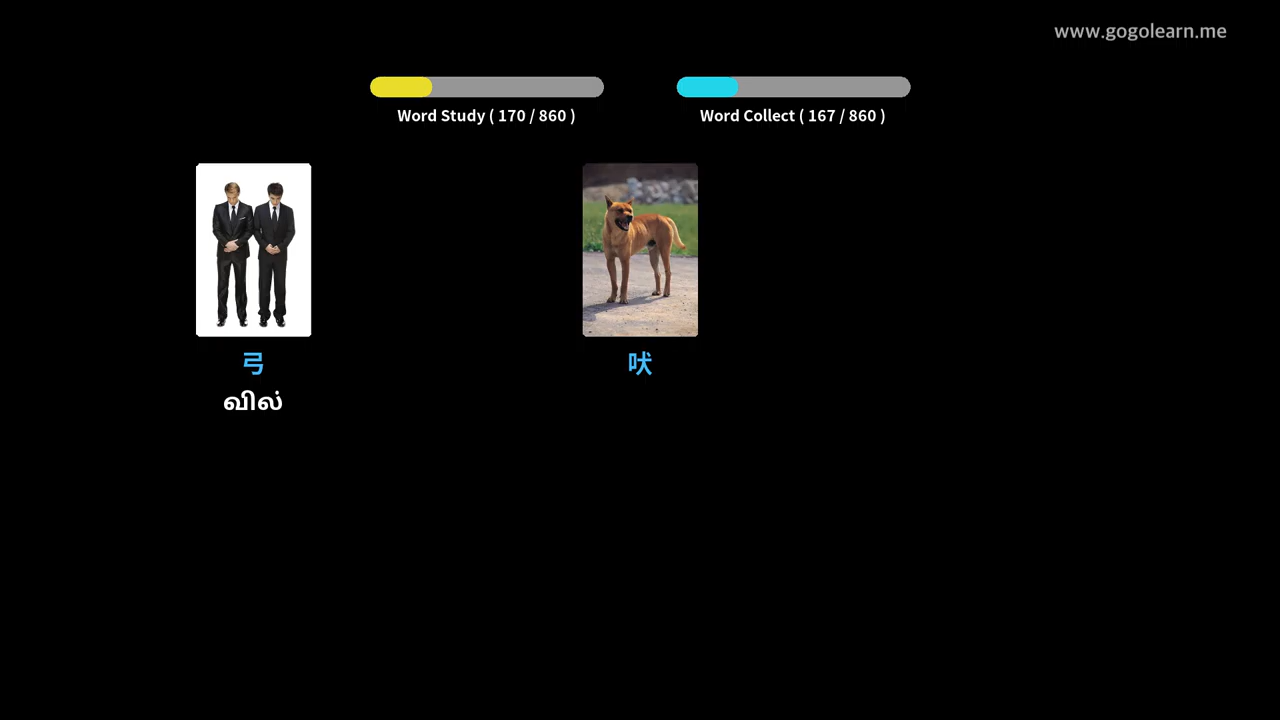 www.gogolearn.me
Word Study ( 170 / 860 )
Word Collect ( 167 / 860 )
弓
吠
வில்